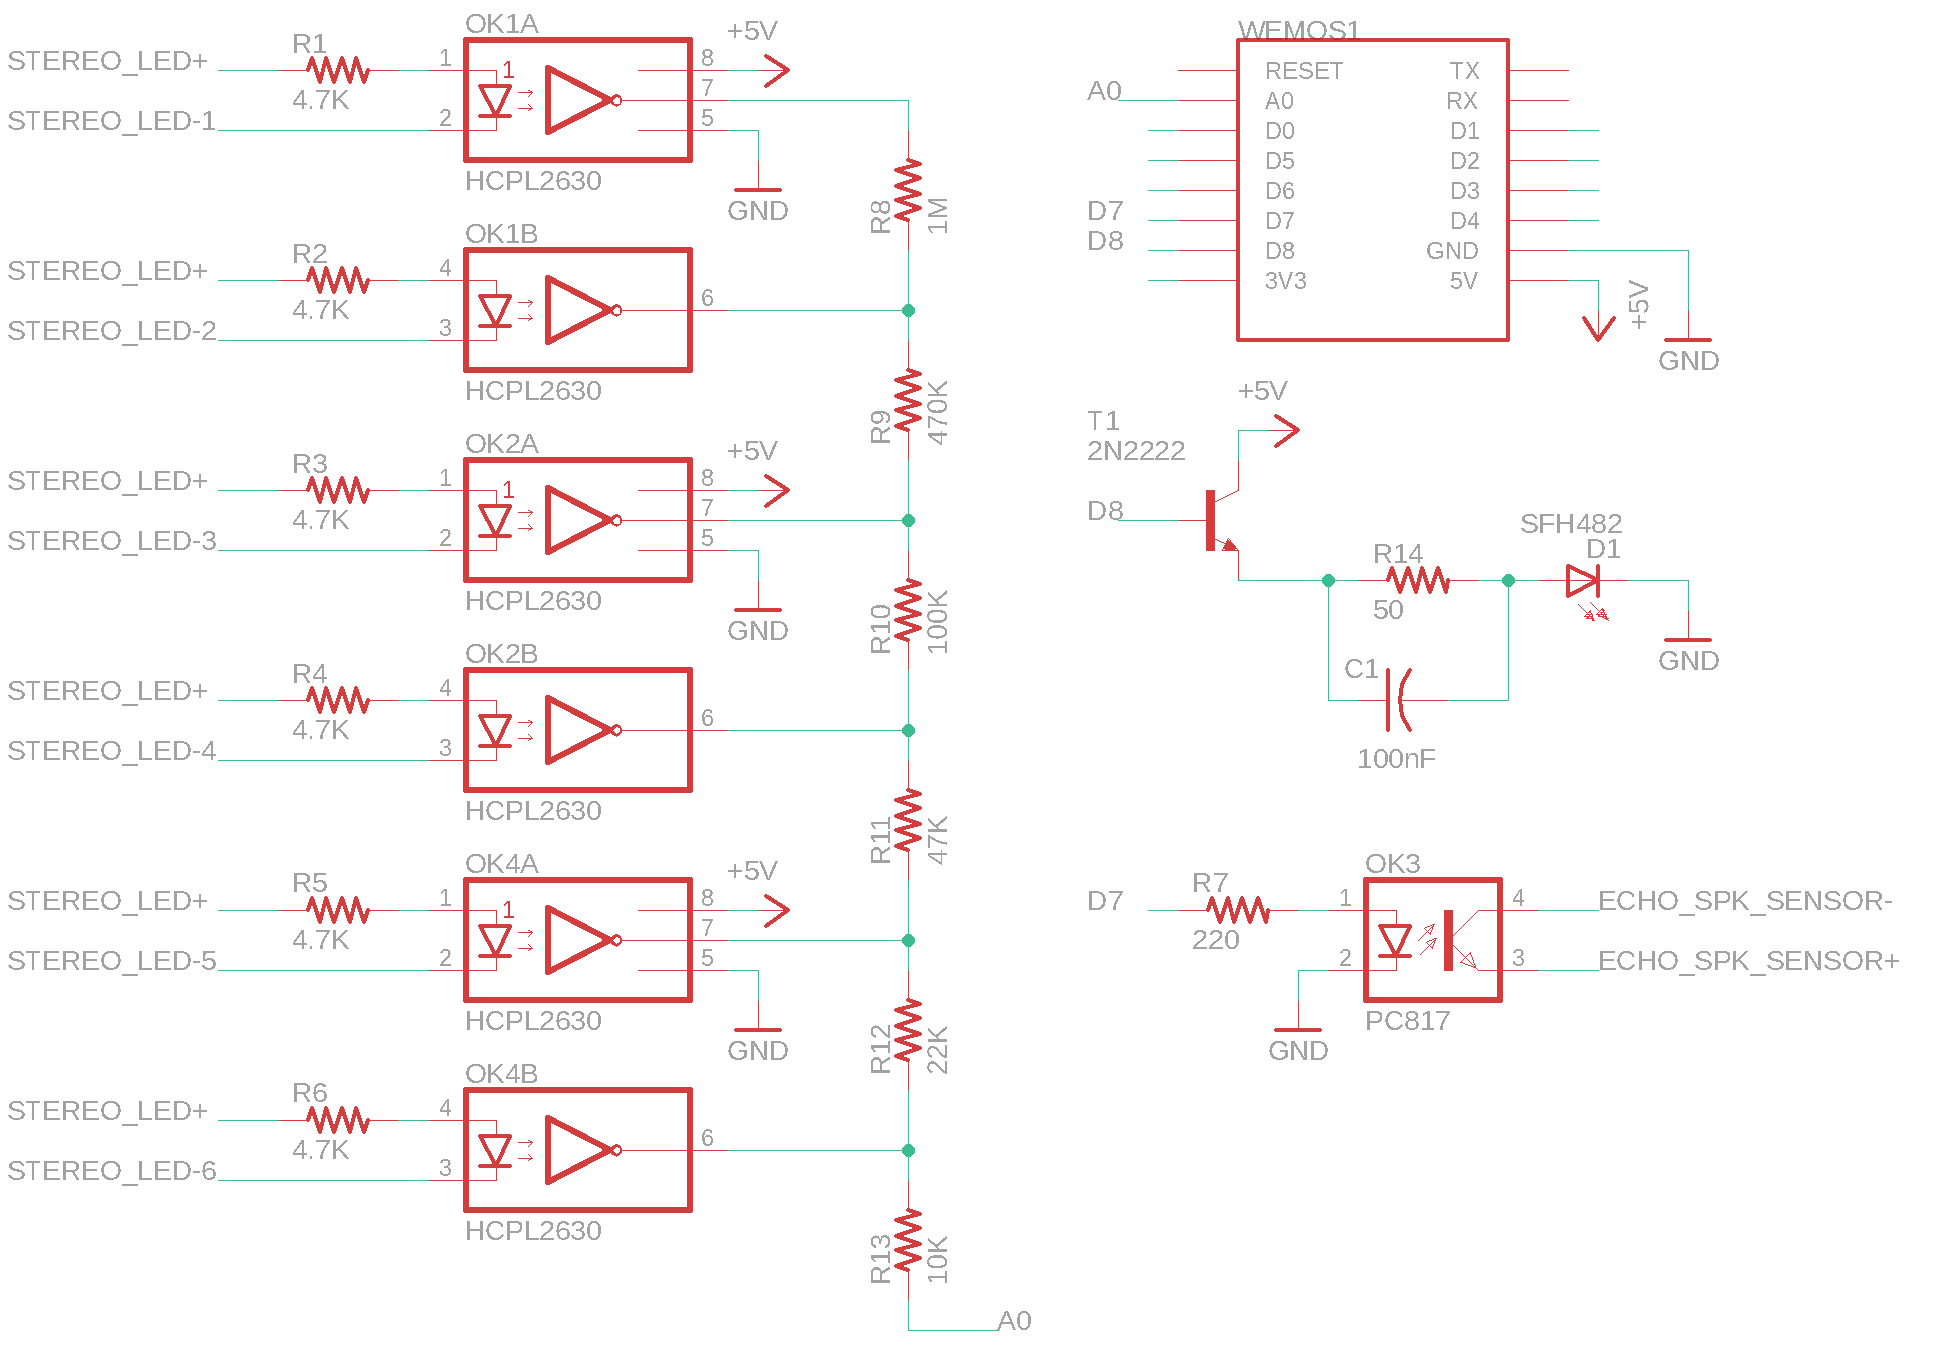 OK1A
STEREO_LED+
R1
4.7K
1
1
8
+5V
7
STEREO_LED-1
2
5
HCPL2630
GND
R8
1M
OK1B
STEREO_LED+
R2
4.7K
4
6
STEREO_LED-2
3
HCPL2630
R9
470K
OK2A
STEREO_LED+
R3
4.7K
1
1
8
+5V
7
STEREO_LED-3
2
5
HCPL2630
GND
R10
100K
OK2B
STEREO_LED+
R4
4.7K
4
6
STEREO_LED-4
3
HCPL2630
R11
47K
OK4A
STEREO_LED+
R5
4.7K
1
1
8
+5V
7
STEREO_LED-5
2
5
HCPL2630
GND
R12
22K
OK4B
STEREO_LED+
R6
4.7K
4
6
STEREO_LED-6
3
HCPL2630
R13
10K
A0
WEMOS1
RESET TX
A0 A0 RX
D0 D1
D5 D2
D6 D3
D7 D7 D4
D8 D8 GND
3V3 5V
+5V
GND
+5V
T1
2N2222
D8
SFH482
D1
R14
50
GND
C1
100nF
OK3
D7
R7
220
1
4
ECHO_SPK_SENSOR-
2
3
ECHO_SPK_SENSOR+
PC817
GND